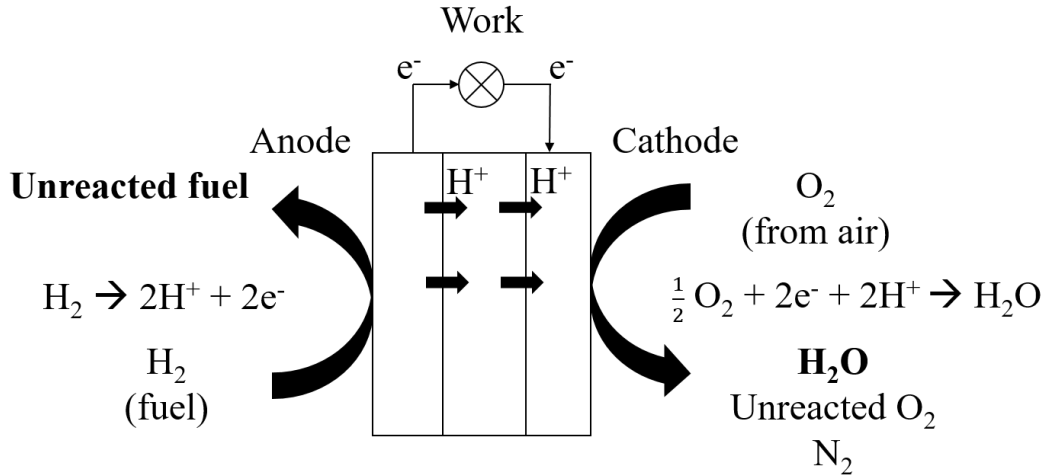 Work
e⁻ e⁻
Anode
Cathode
Unreacted fuel
H⁺ H⁺
O₂
(from air)
H₂ → 2H⁺ + 2e⁻
½ O₂ + 2e⁻ + 2H⁺ → H₂O
H₂
(fuel)
H₂O
Unreacted O₂
N₂